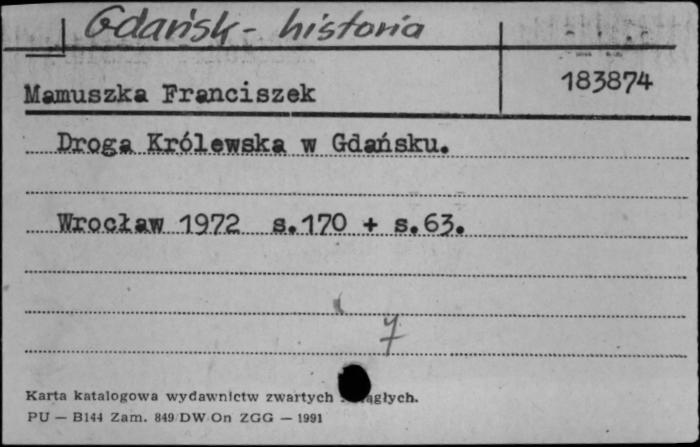 Gdańsk - historia
183874
Mamuszka Franciszek
Droga Królewska w Gdańsku.
Wrocław 1972 s.170 + s.63.
7
Karta katalogowa wydawnictw zwartych
PU — B144 Zam. 849 DW On ZGG — 1991